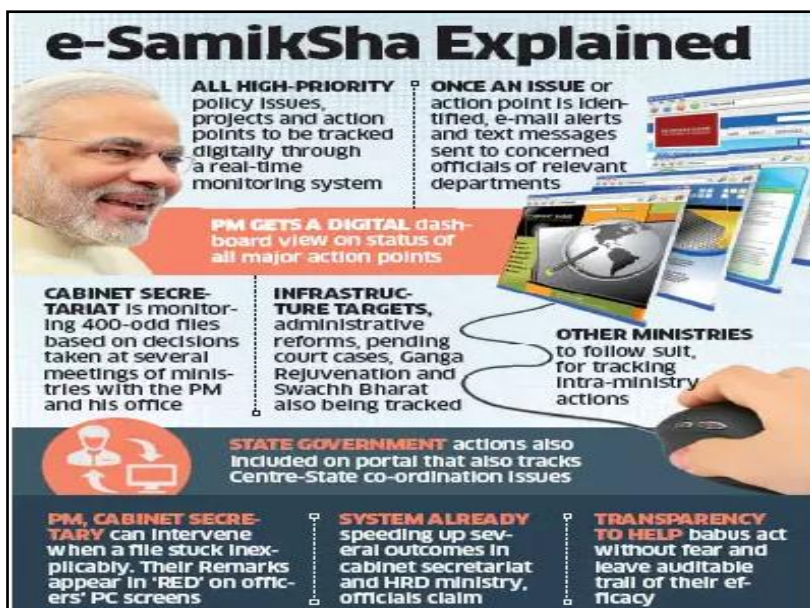 e-SamikSha Explained
ALL HIGH-PRIORITY
policy issues,
projects and action
points to be tracked
digitally through
a real-time
monitoring system
ONCE AN ISSUE or
action point is iden-
tified, e-mail alerts
and text messages
sent to concerned
officials of relevant
departments
PM GETS A DIGITAL dash-
board view on status of
all major action points
CABINET SECRE-
TARIAT is monitor-
ing 400-odd files
based on decisions
taken at several
meetings of minis-
tries with the PM
and his office
INFRASTRUC-
TURE TARGETS,
administrative
reforms, pending
court cases, Ganga
Rejuvenation and
Swachh Bharat
also being tracked
OTHER MINISTRIES
to follow suit,
for tracking
intra-ministry
actions
STATE GOVERNMENT actions also
included on portal that also tracks
Centre-State co-ordination issues
PM, CABINET SECRE-
TARY can intervene
when a file stuck inex-
plicably. Their Remarks
appear in 'RED' on offic-
ers' PC screens
SYSTEM ALREADY
speeding up sev-
eral outcomes in
cabinet secretariat
and HRD ministry,
officials claim
TRANSPARENCY
TO HELP babus act
without fear and
leave auditable
trail of their ef-
ficacy